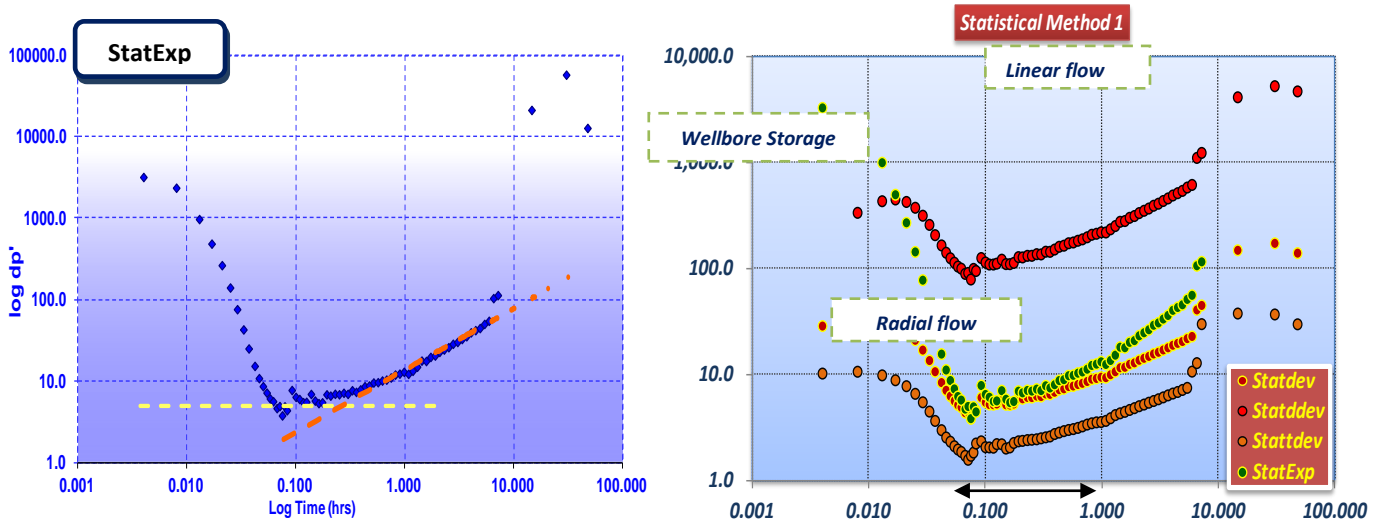 StatExp
100000.0
10000.0
1000.0
100.0
10.0
1.0
log dp'
0.001
0.010
0.100
1.000
10.000
100.000
Log Time (hrs)
Statistical Method 1
10,000.0
Linear flow
Wellbore Storage
1,000.0
100.0
Radial flow
10.0
1.0
Statdev
Statddev
Stattdev
StatExp
0.001
0.010
0.100
1.000
10.000
100.000